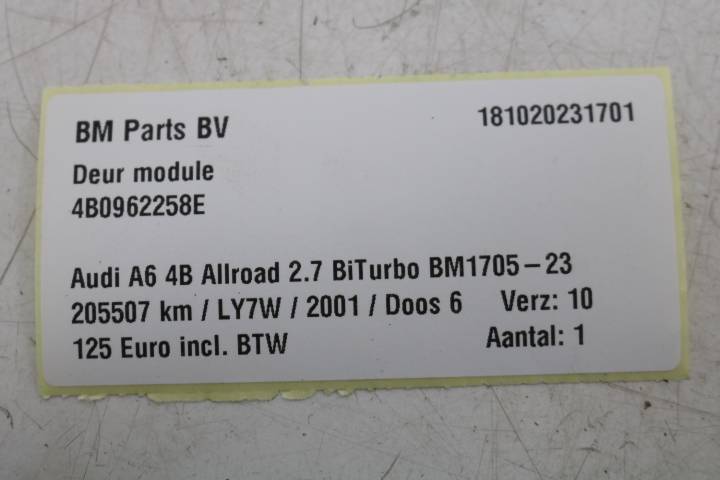 BM Parts BV 181020231701
Deur module
4B0962258E
Audi A6 4B Allroad 2.7 BiTurbo BM1705-23
205507 km / LY7W / 2001 / Doos 6 Verz: 10
125 Euro incl. BTW Aantal: 1